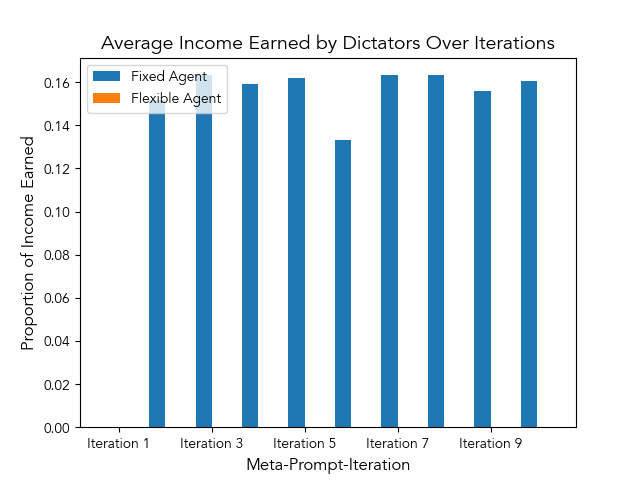 Average Income Earned by Dictators Over Iterations
Fixed Agent
Flexible Agent
Proportion of Income Earned
0.16
0.14
0.12
0.10
0.08
0.06
0.04
0.02
0.00
Iteration 1 Iteration 3 Iteration 5 Iteration 7 Iteration 9
Meta-Prompt-Iteration